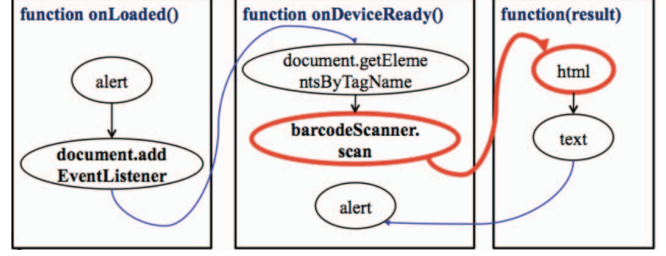 function onLoaded()
alert
document.add
EventListener
function onDeviceReady()
document.getEleme
ntsByTagName
barcodeScanner.
scan
alert
function(result)
html
text